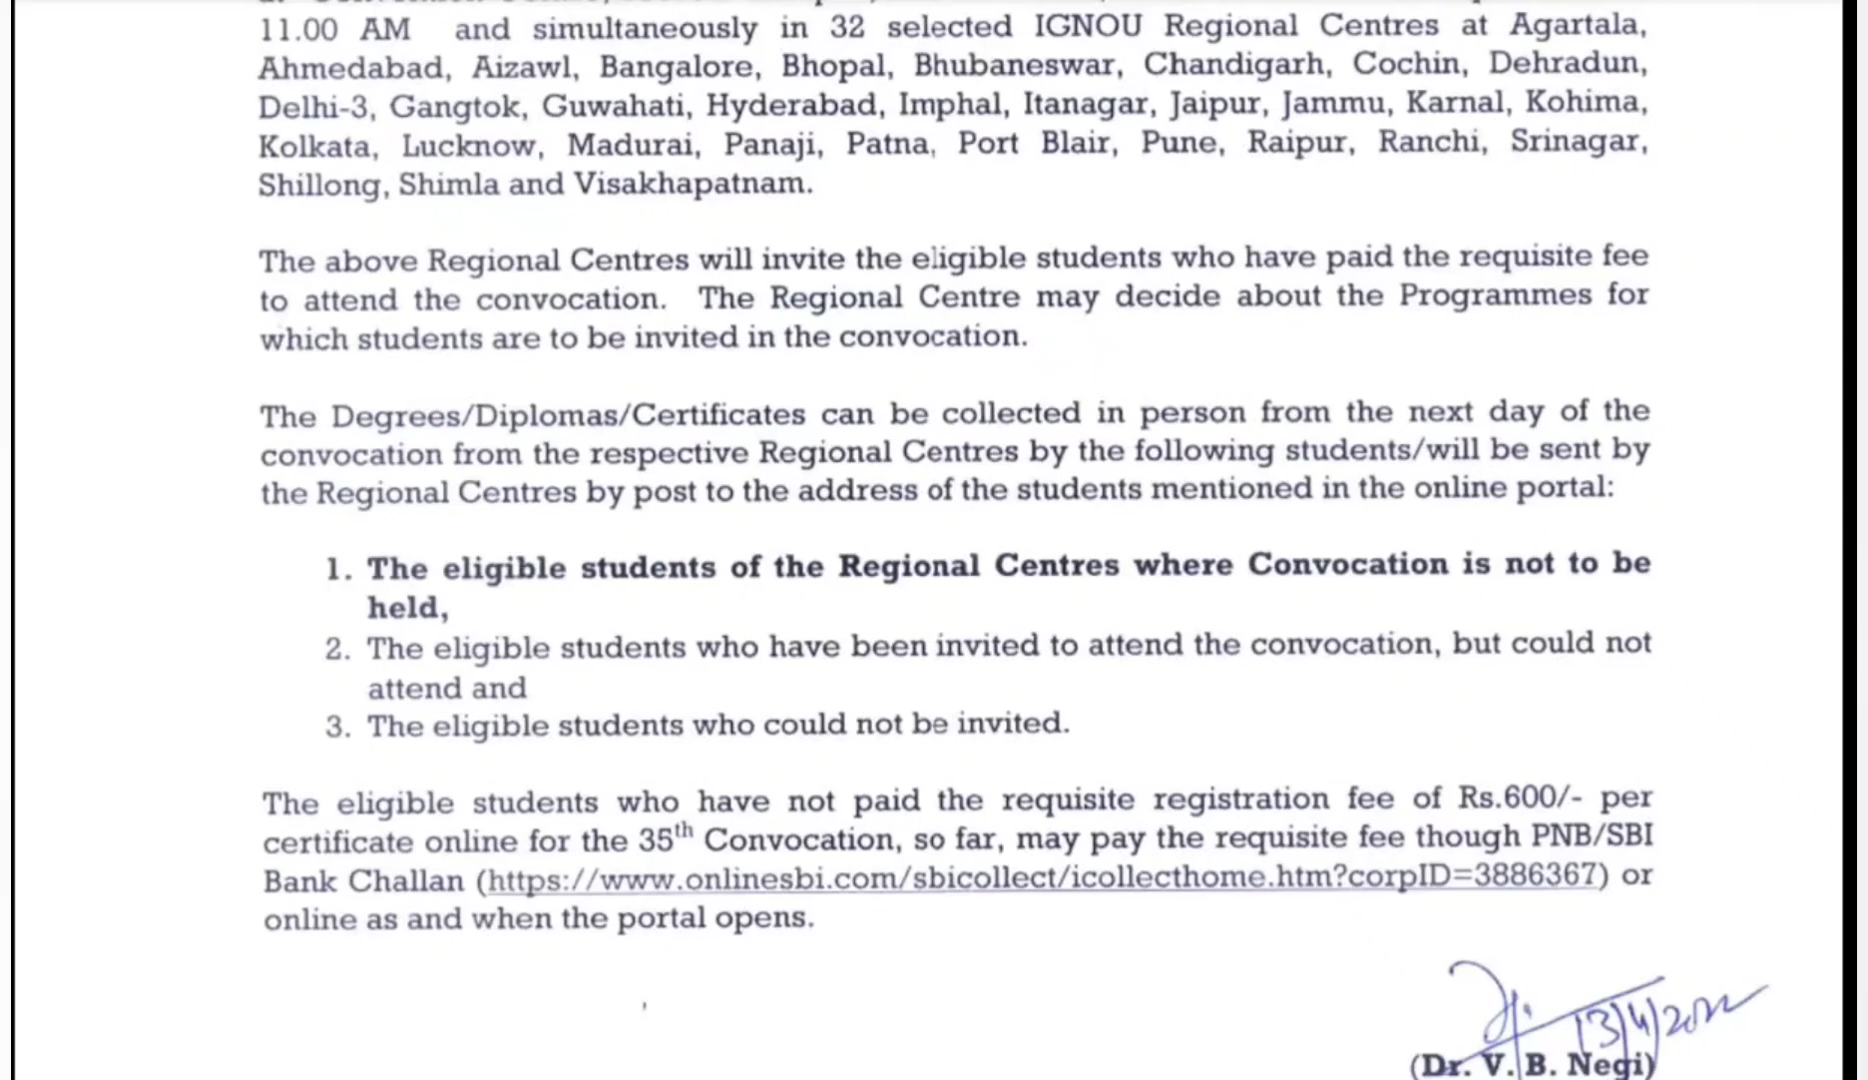 11.00 AM and simultaneously in 32 selected IGNOU Regional Centres at Agartala,
Ahmedabad, Aizawl, Bangalore, Bhopal, Bhubaneswar, Chandigarh, Cochin, Dehradun,
Delhi-3, Gangtok, Guwahati, Hyderabad, Imphal, Itanagar, Jaipur, Jammu, Karnal, Kohima,
Kolkata, Lucknow, Madurai, Panaji, Patna, Port Blair, Pune, Raipur, Ranchi, Srinagar,
Shillong, Shimla and Visakhapatnam.
The above Regional Centres will invite the eligible students who have paid the requisite fee
to attend the convocation. The Regional Centre may decide about the Programmes for
which students are to be invited in the convocation.
The Degrees/Diplomas/Certificates can be collected in person from the next day of the
convocation from the respective Regional Centres by the following students/will be sent by
the Regional Centres by post to the address of the students mentioned in the online portal:
1. The eligible students of the Regional Centres where Convocation is not to be
held,
2. The eligible students who have been invited to attend the convocation, but could not
attend and
3. The eligible students who could not be invited.
The eligible students who have not paid the requisite registration fee of Rs.600/- per
certificate online for the 35th Convocation, so far, may pay the requisite fee though PNB/SBI
Bank Challan (https://www.onlinesbi.com/sbicollect/icollecthome.htm?corpID=3886367) or
online as and when the portal opens.
13/4/2022
(Dr. V. B. Negi)